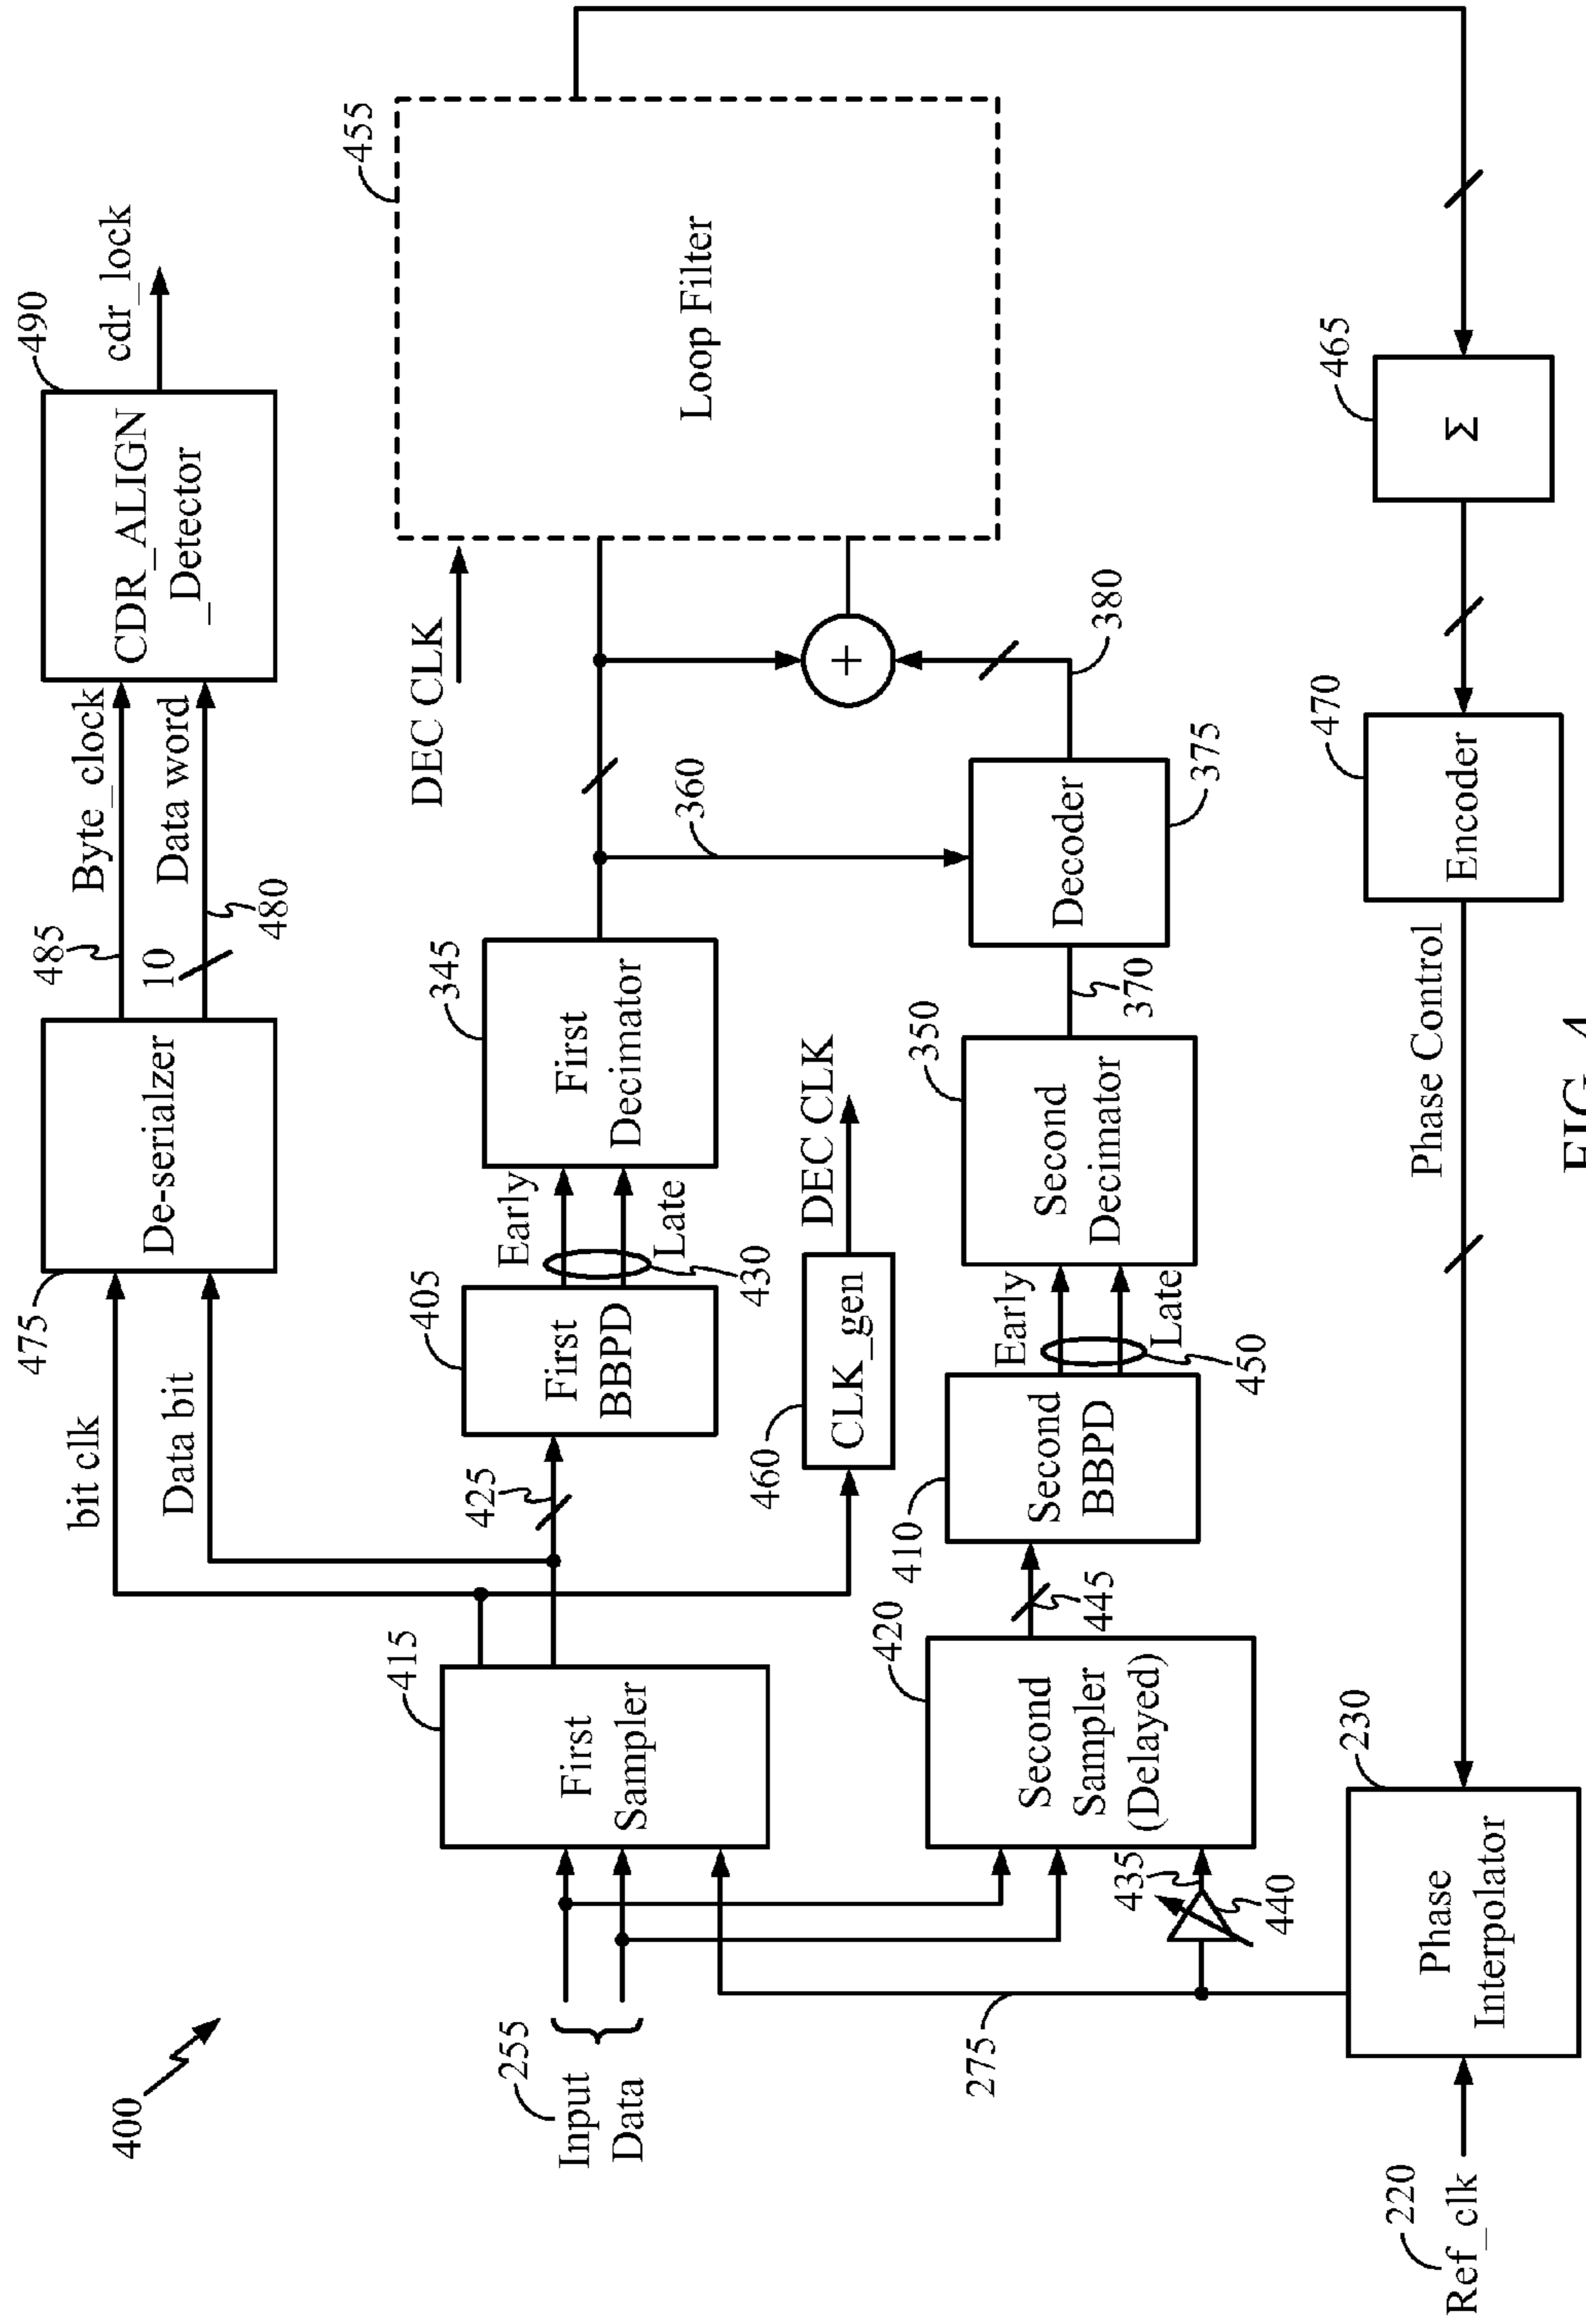 400
475
De-serialzer
485
Byte_clock
10
Data word
480
490
CDR_ALIGN
_Detector
cdr_lock
bit clk
Data bit
255
Input
Data
415
First
Sampler
425
405
First
BBPD
Early
Late
430
345
First
Decimator
360
DEC CLK
455
Loop Filter
460
CLK_gen
DEC CLK
275
435
440
420
Second
Sampler
(Delayed)
445
410
Second
BBPD
Early
Late
450
350
Second
Decimator
370
Decoder
375
380
+
220
Ref_clk
230
Phase
Interpolator
Phase Control
470
Encoder
465
Σ
FIG. 4